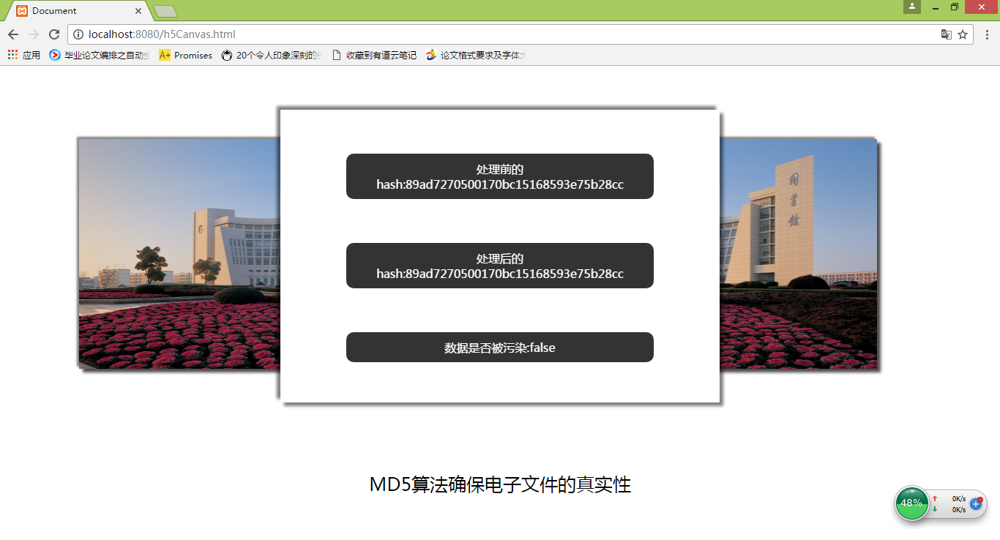 Document
localhost:8080/h5Canvas.html
应用 毕业论文编排之自动生 A+ Promises 20个令人印象深刻的 收藏到有道云笔记 论文格式要求及字体
处理前的
hash:89ad7270500170bc15168593e75b28cc
处理后的
hash:89ad7270500170bc15168593e75b28cc
数据是否被污染:false
图
书
馆
MD5算法确保电子文件的真实性
48%
0K/s
0K/s